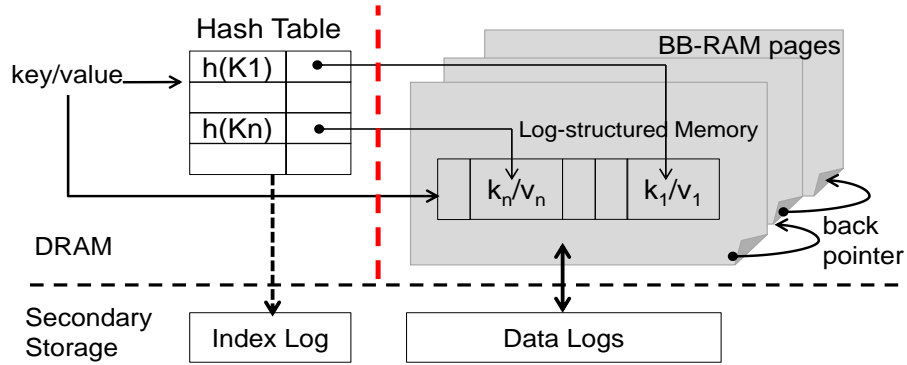 Hash Table
BB-RAM pages
key/value
h(K1)
h(Kn)
Log-structured Memory
kn/vn
k1/v1
back
pointer
DRAM
Secondary
Storage
Index Log
Data Logs